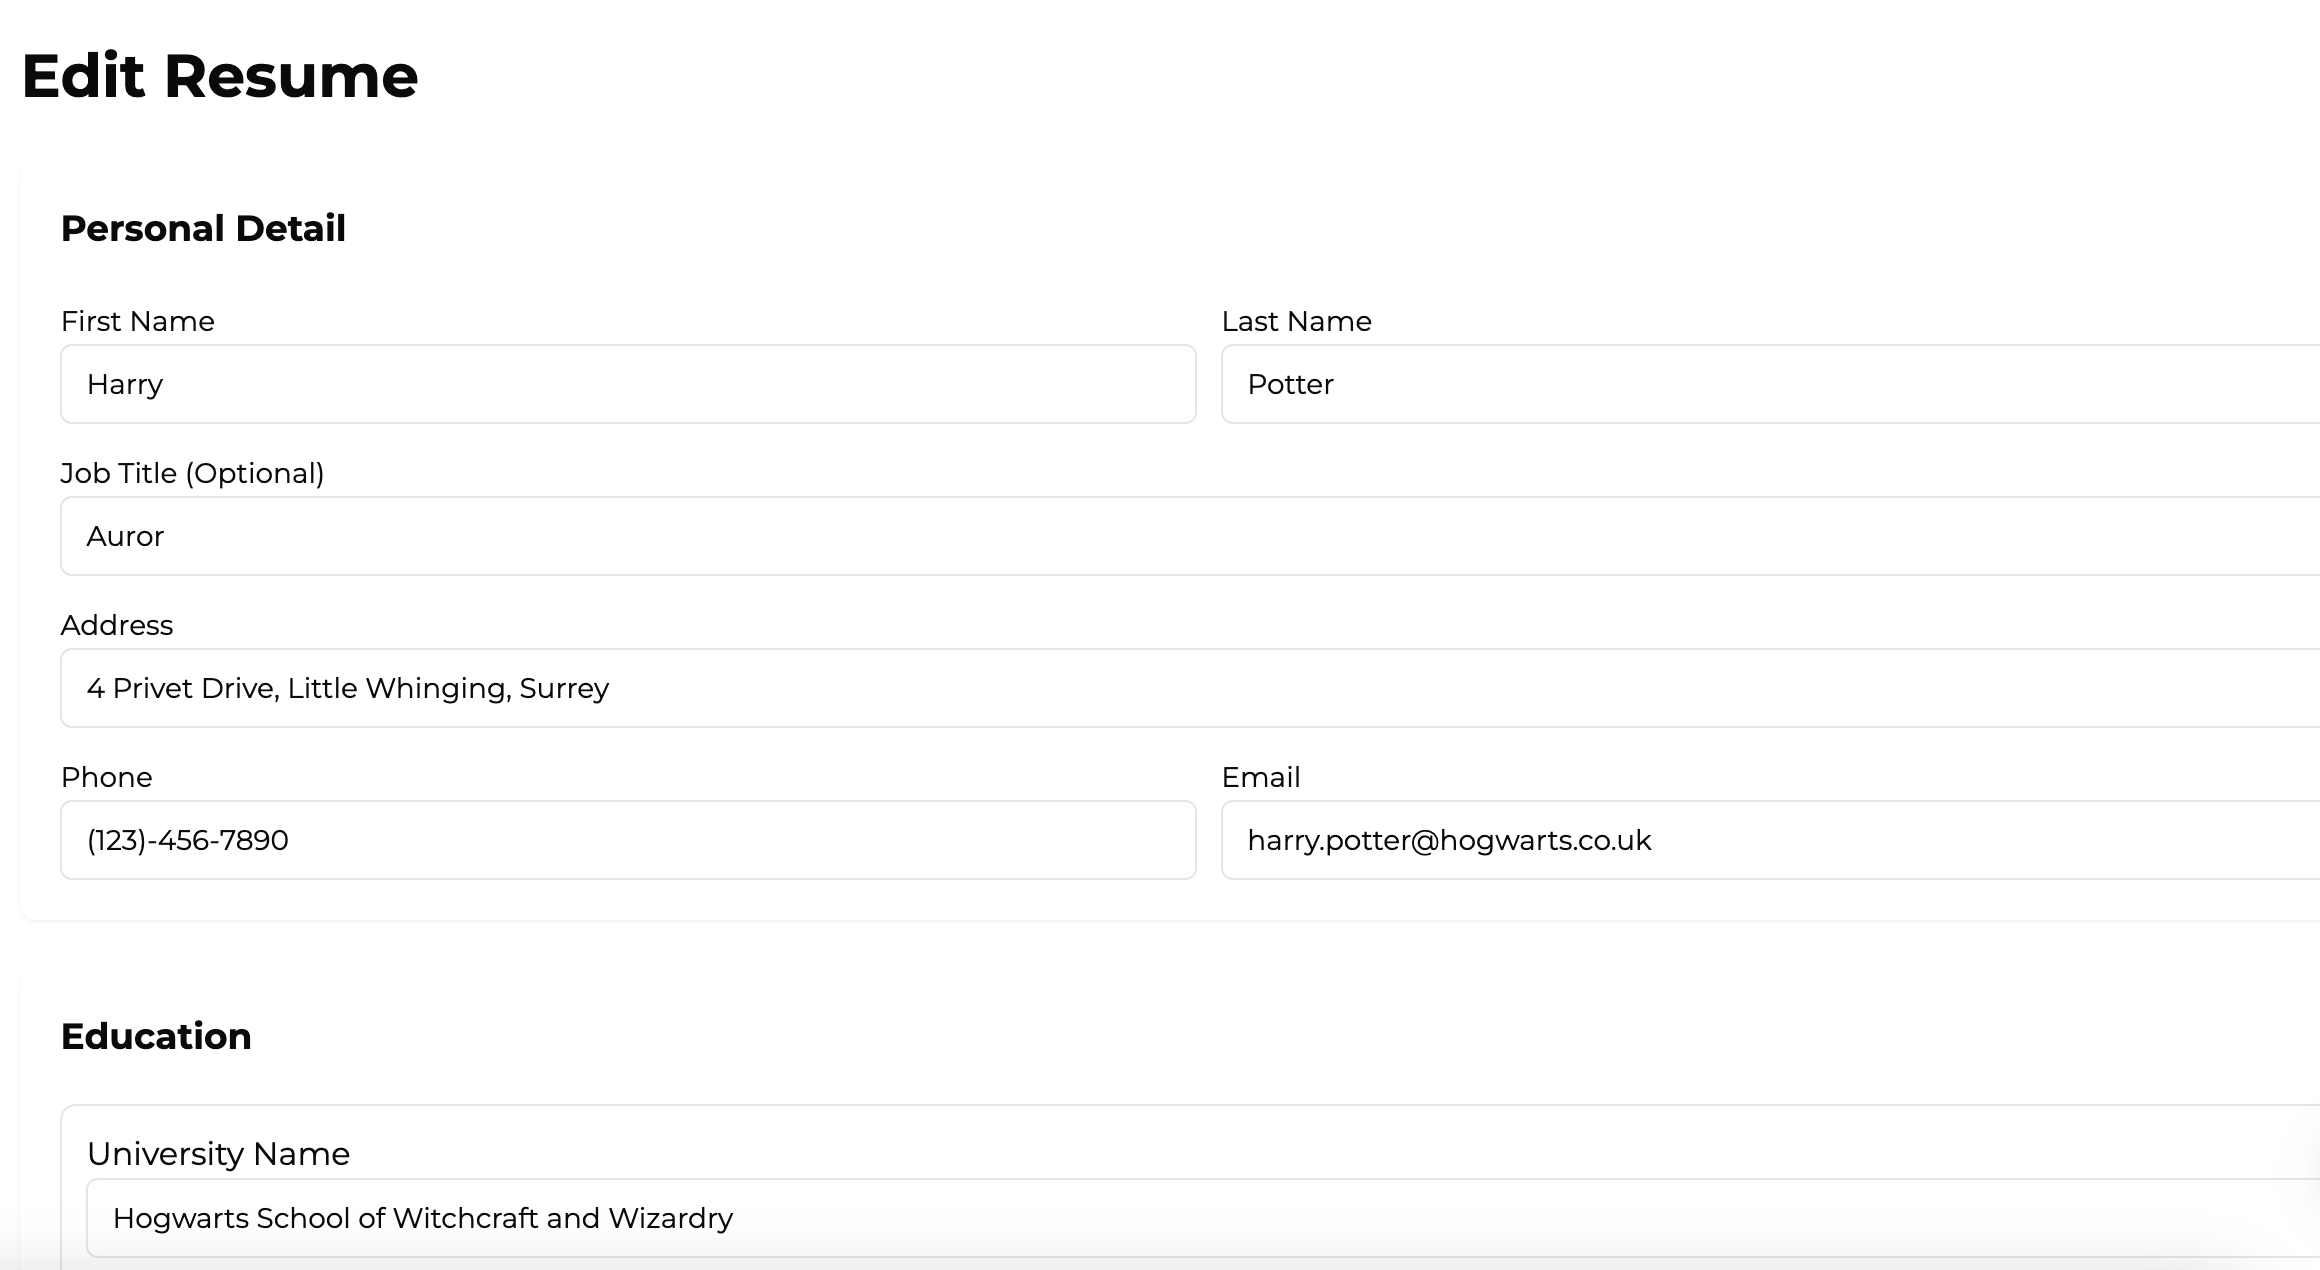 Edit Resume
Personal Detail
First Name
Last Name
Harry
Potter
Job Title (Optional)
Auror
Address
4 Privet Drive, Little Whinging, Surrey
Phone
Email
(123)-456-7890
harry.potter@hogwarts.co.uk
Education
University Name
Hogwarts School of Witchcraft and Wizardry